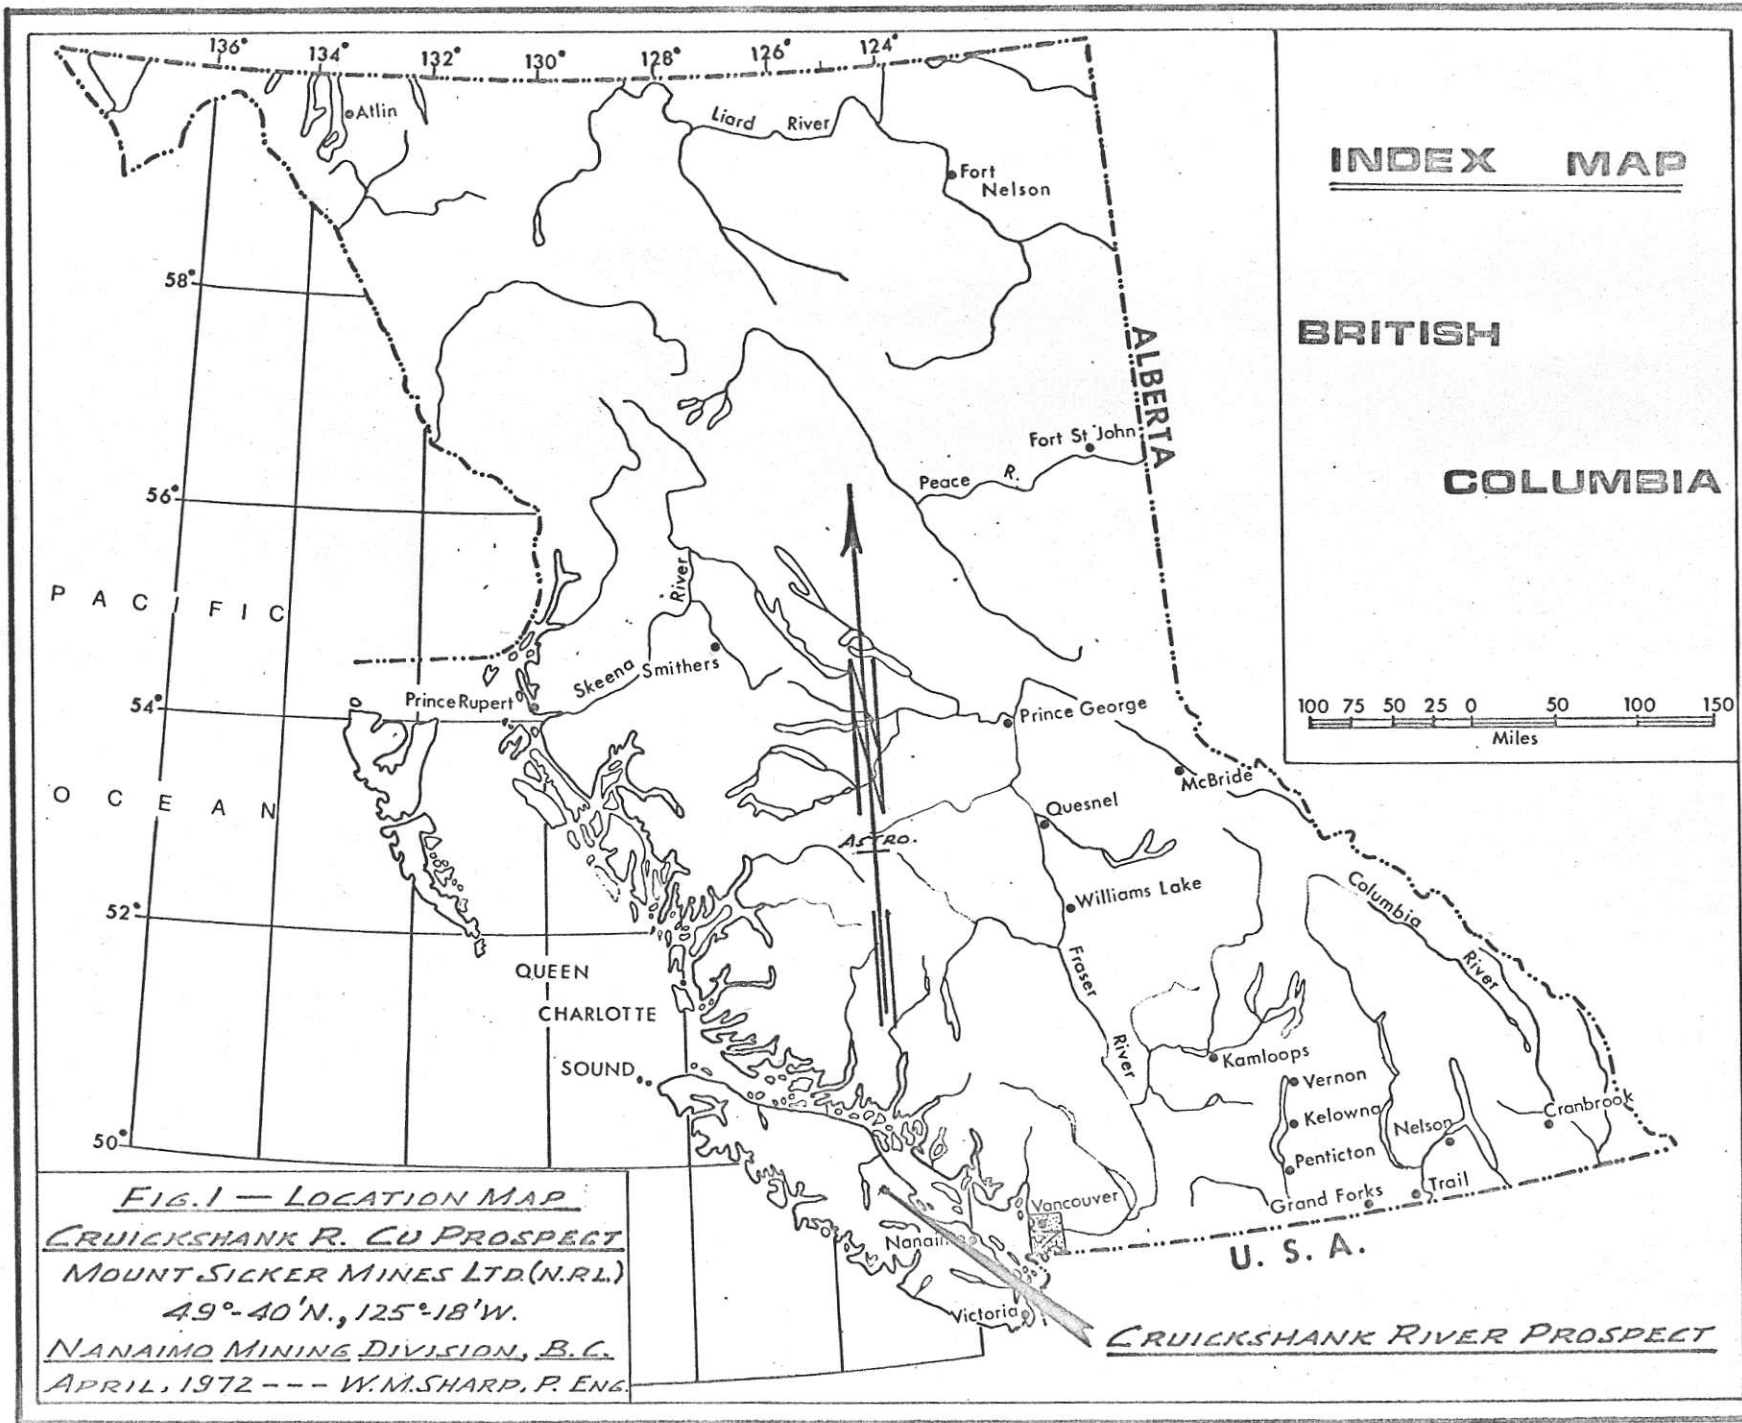 136° 134° 132° 130° 128° 126° 124°
Atlin
Liard River
Fort
Nelson
INDEX MAP
BRITISH
COLUMBIA
58°
ALBERTA
Fort St John
Peace R.
56°
PACIFIC
OCEAN
River
Skeena
Smithers
54°
Prince Rupert
Prince George
100 75 50 25 0 50 100 150
Miles
McBride
Quesnel
ASTRO.
Williams Lake
Columbia
River
52°
QUEEN
CHARLOTTE
SOUND
Fraser
River
Kamloops
Vernon
Kelowna
Nelson
Cranbrook
50°
Penticton
Grand Forks
Trail
Vancouver
Nanaim
Victoria
U. S. A.
FIG. 1 — LOCATION MAP
CRUICKSHANK R. CU PROSPECT
MOUNT SICKER MINES LTD. (N.P.L.)
49°-40'N., 125°-18'W.
NANAIMO MINING DIVISION, B.C.
APRIL, 1972 --- W.M. SHARP, P. ENG.
CRUICKSHANK RIVER PROSPECT